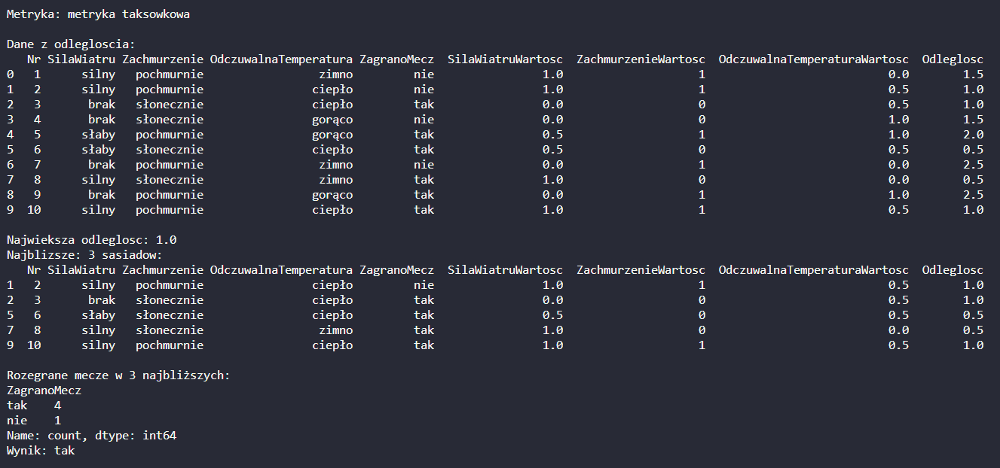 Metryka: metryka taksowkowa
Dane z odlegloscia:
Nr SilaWiatru Zachmurzenie OdczuwalnaTemperatura ZagranoMecz SilaWiatruWartosc ZachmurzenieWartosc OdczuwalnaTemperaturaWartosc Odleglosc
0 1 silny pochmurnie zimno nie 1.0 1 0.0 1.5
1 2 silny pochmurnie ciepło nie 1.0 1 0.5 1.0
2 3 brak słonecznie ciepło tak 0.0 0 0.5 1.0
3 4 brak słonecznie gorąco nie 0.0 0 1.0 1.5
4 5 słaby pochmurnie gorąco tak 0.5 1 1.0 2.0
5 6 słaby słonecznie ciepło tak 0.5 0 0.5 0.5
6 7 brak pochmurnie zimno nie 0.0 1 0.0 2.5
7 8 silny słonecznie zimno tak 1.0 0 0.0 0.5
8 9 brak pochmurnie gorąco tak 0.0 1 1.0 2.5
9 10 silny pochmurnie ciepło tak 1.0 1 0.5 1.0
Najwieksza odleglosc: 1.0
Najblizsze: 3 sasiadow:
Nr SilaWiatru Zachmurzenie OdczuwalnaTemperatura ZagranoMecz SilaWiatruWartosc ZachmurzenieWartosc OdczuwalnaTemperaturaWartosc Odleglosc
1 2 silny pochmurnie ciepło nie 1.0 1 0.5 1.0
2 3 brak słonecznie ciepło tak 0.0 0 0.5 1.0
5 6 słaby słonecznie ciepło tak 0.5 0 0.5 0.5
7 8 silny słonecznie zimno tak 1.0 0 0.0 0.5
9 10 silny pochmurnie ciepło tak 1.0 1 0.5 1.0
Rozegrane mecze w 3 najbliższych:
ZagranoMecz
tak 4
nie 1
Name: count, dtype: int64
Wynik: tak